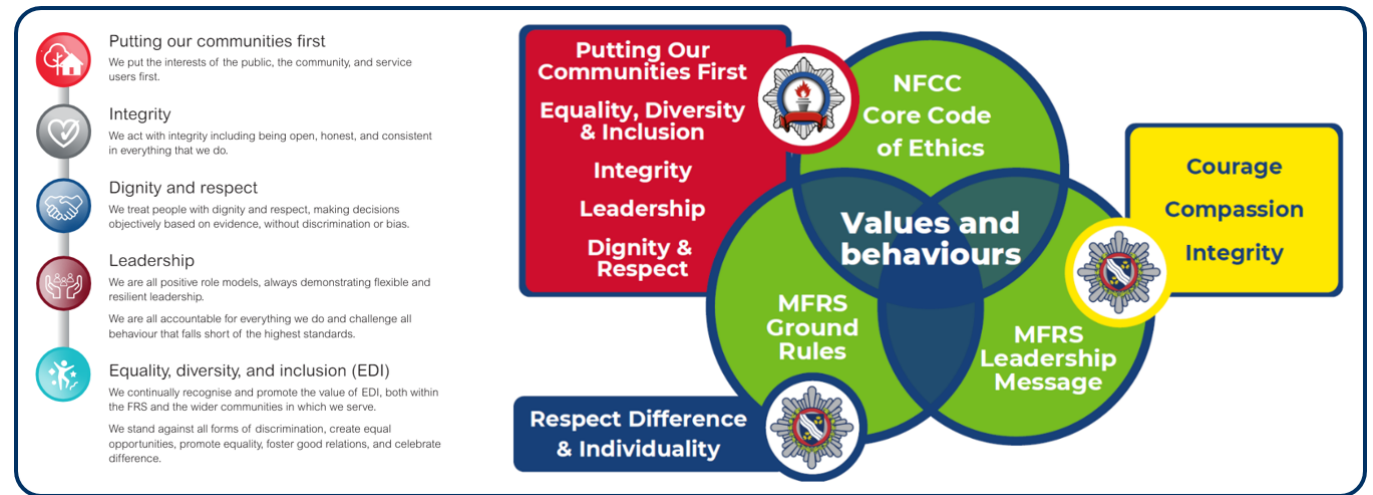 Putting our communities first
We put the interests of the public, the community, and service
users first.
Integrity
We act with integrity including being open, honest, and consistent
in everything that we do.
Dignity and respect
We treat people with dignity and respect, making decisions
objectively based on evidence, without discrimination or bias.
Leadership
We are all positive role models, always demonstrating flexible and
resilient leadership.
We are all accountable for everything we do and challenge all
behaviour that falls short of the highest standards.
Equality, diversity, and inclusion (EDI)
We continually recognise and promote the value of EDI, both within
the FRS and the wider communities in which we serve.
We stand against all forms of discrimination, create equal
opportunities, promote equality, foster good relations, and celebrate
difference.
Putting Our
Communities First
Equality, Diversity
& Inclusion
Integrity
Leadership
Dignity &
Respect
NFCC
Core Code
of Ethics
Values and
behaviours
MFRS
Ground
Rules
MFRS
Leadership
Message
Courage
Compassion
Integrity
Respect Difference
& Individuality